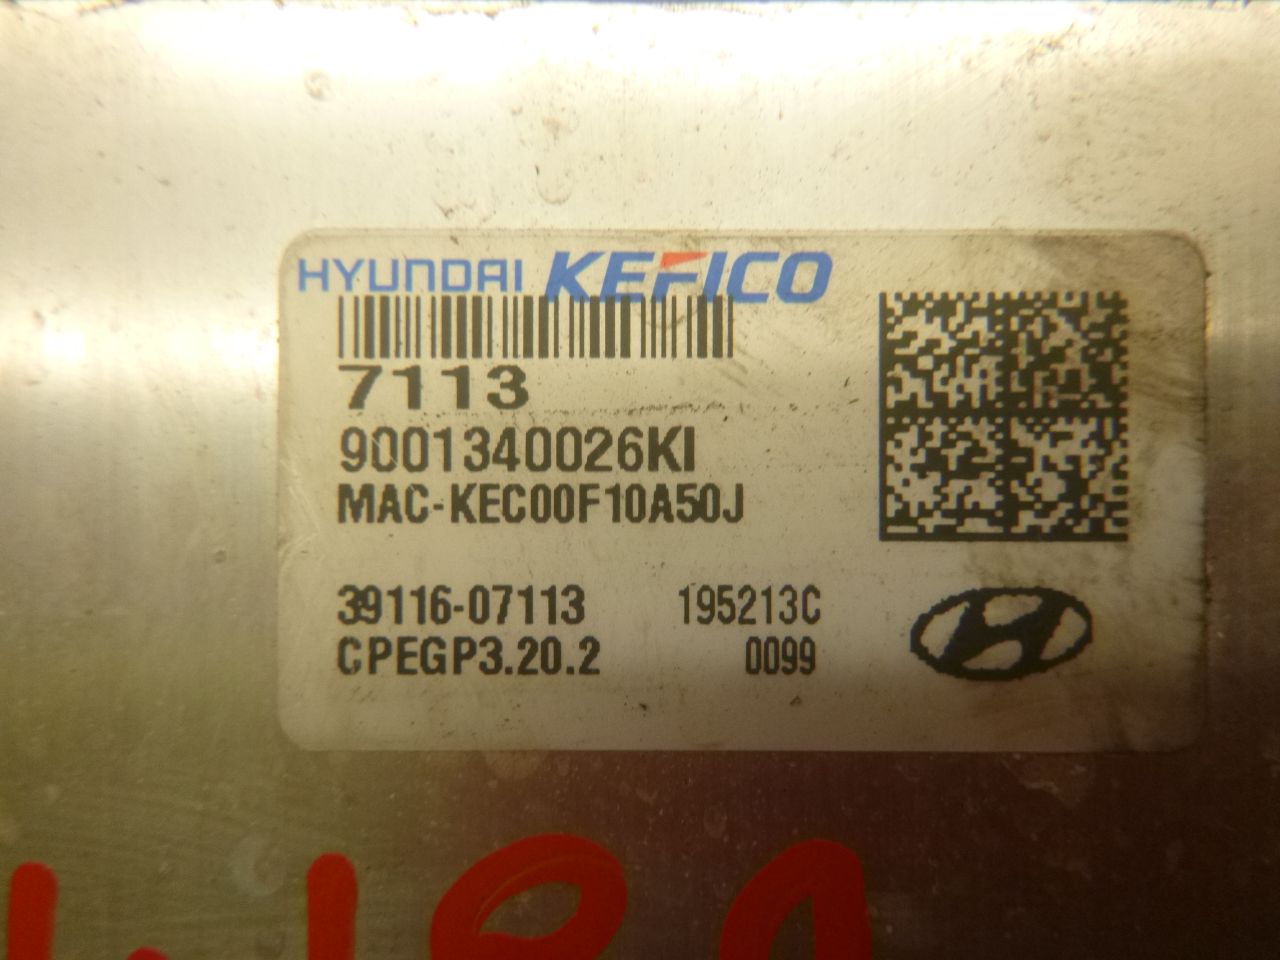 HYUNDAI KEFICO
7113
9001340026KI
MAC-KEC00F10A50J
39116-07113 195213C
CPEGP3.20.2 0099